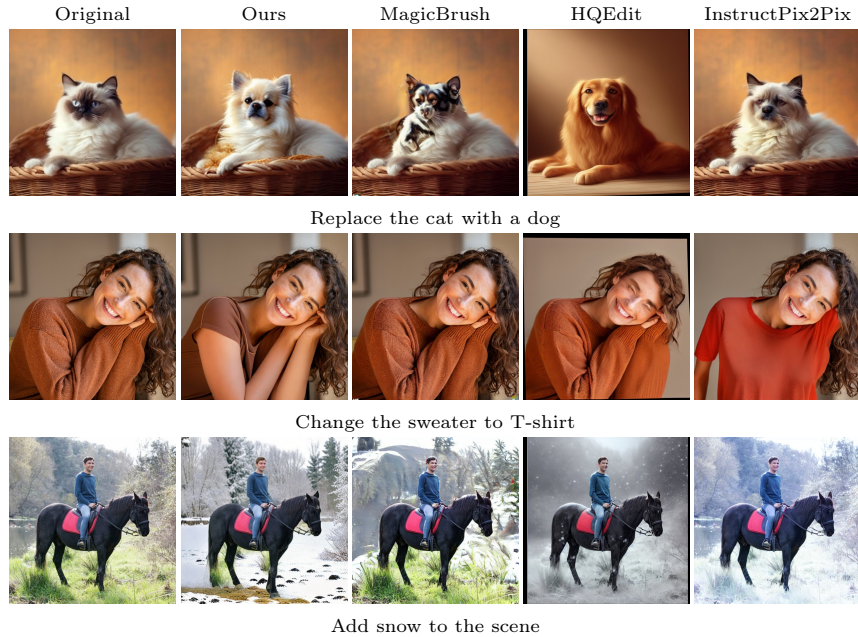 Original Ours MagicBrush HQEdit InstructPix2Pix
Replace the cat with a dog
Change the sweater to T-shirt
Add snow to the scene